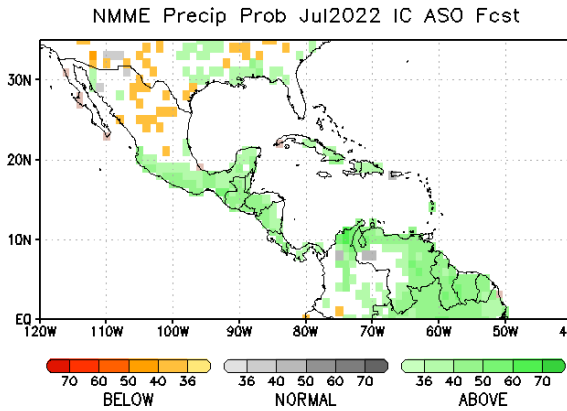 NMME Precip Prob Jul2022 IC ASO Fcst
30N
20N
10N
EQ
120W 110W 100W 90W 80W 70W 60W 50W 40W
70 60 50 40 36 36 40 50 60 70 36 40 50 60 70
BELOW NORMAL ABOVE